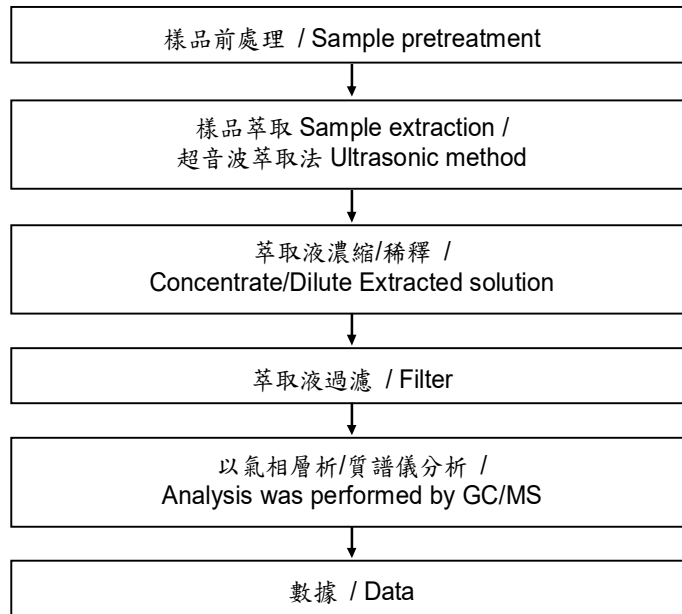 樣品前處理 / Sample pretreatment
樣品萃取 Sample extraction /
超音波萃取法 Ultrasonic method
萃取液濃縮/稀釋 /
Concentrate/Dilute Extracted solution
萃取液過濾 / Filter
以氣相層析/質譜儀分析 /
Analysis was performed by GC/MS
數據 / Data